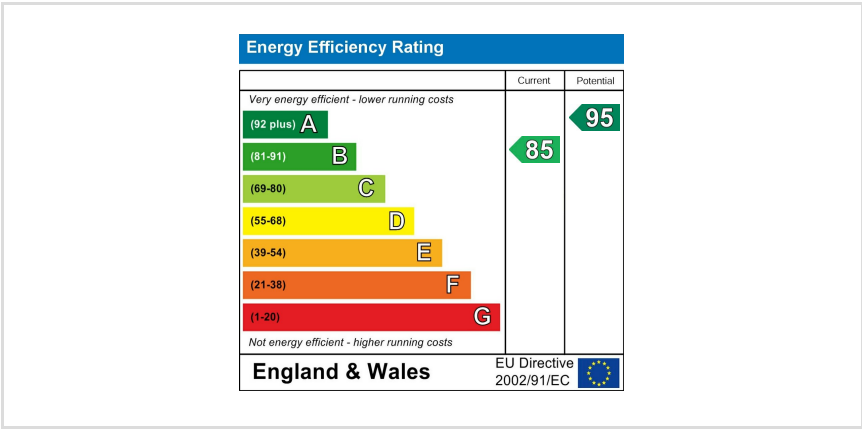 Energy Efficiency Rating
Current Potential
Very energy efficient - lower running costs
(92 plus) A
95
(81-91) B
85
(69-80) C
(55-68) D
(39-54) E
(21-38) F
(1-20) G
Not energy efficient - higher running costs
England & Wales
EU Directive
2002/91/EC